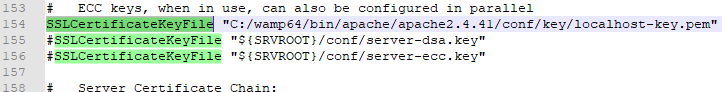 153 #   ECC keys, when in use, can also be configured in parallel
154 SSLCertificateKeyFile "C:/wamp64/bin/apache/apache2.4.41/conf/key/localhost-key.pem"
155 #SSLCertificateKeyFile "${SRVROOT}/conf/server-dsa.key"
156 #SSLCertificateKeyFile "${SRVROOT}/conf/server-ecc.key"
157
158 #   Server Certificate Chain: